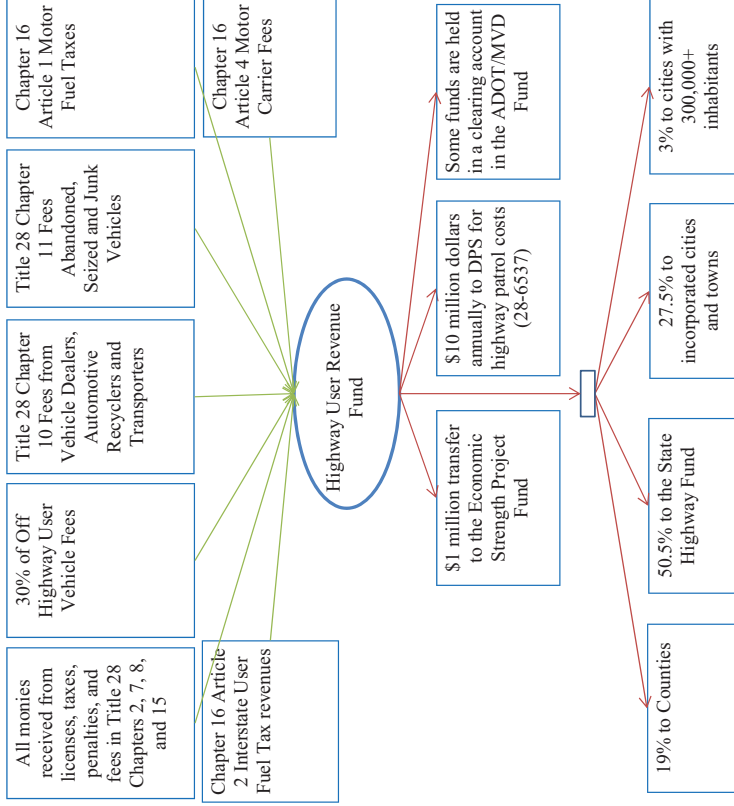 All monies
received from
licenses, taxes,
penalties, and
fees in Title 28
Chapters 2, 7, 8,
and 15
30% of Off
Highway User
Vehicle Fees
Title 28 Chapter
10 Fees from
Vehicle Dealers,
Automotive
Recyclers and
Transporters
Title 28 Chapter
11 Fees
Abandoned,
Seized and Junk
Vehicles
Chapter 16
Article 1 Motor
Fuel Taxes
Chapter 16 Article
2 Interstate User
Fuel Tax revenues
Chapter 16
Article 4 Motor
Carrier Fees
Highway User Revenue
Fund
$1 million transfer
to the Economic
Strength Project
Fund
$10 million dollars
annually to DPS for
highway patrol costs
(28-6537)
Some funds are held
in a clearing account
in the ADOT/MVD
Fund
19% to Counties
50.5% to the State
Highway Fund
27.5% to
incorporated cities
and towns
3% to cities with
300,000+
inhabitants